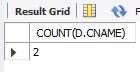 Result Grid
COUNT(D.CNAME)
2